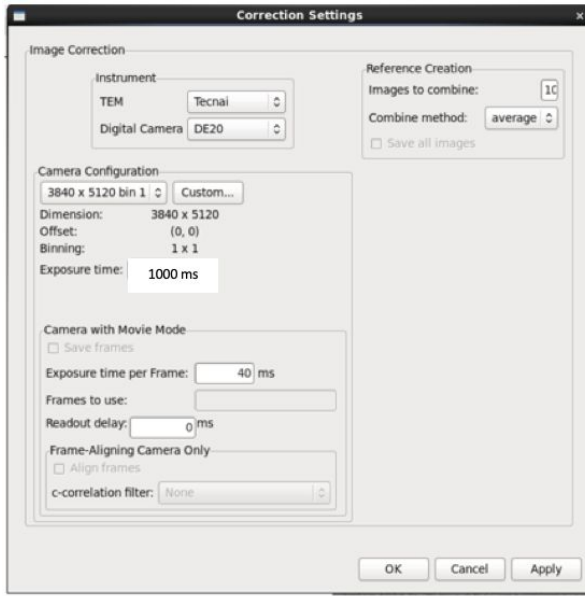 Correction Settings
Image Correction
Instrument
TEM Tecnai
Digital Camera DE20
Reference Creation
Images to combine: 10
Combine method: average
Save all images
Camera Configuration
3840 x 5120 bin 1 Custom...
Dimension: 3840 x 5120
Offset: (0, 0)
Binning: 1 x 1
Exposure time: 1000 ms
Camera with Movie Mode
Save frames
Exposure time per Frame: 40 ms
Frames to use:
Readout delay: 0 ms
Frame-Aligning Camera Only
Align frames
c-correlation filter: None
OK Cancel Apply